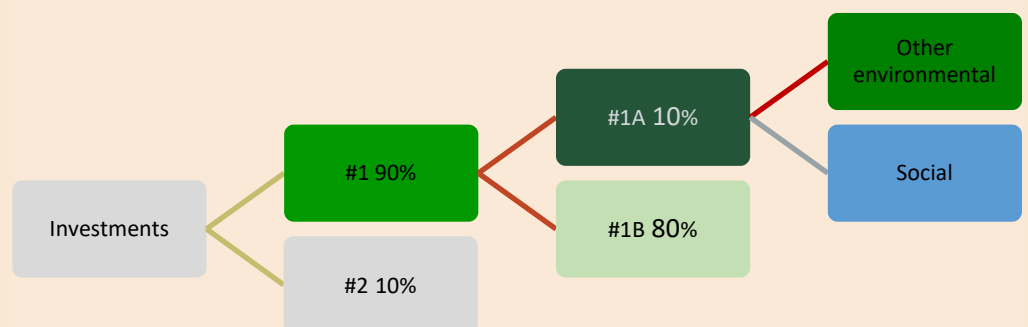 Other
environmental
#1A 10%
#1 90%
Social
Investments
#1B 80%
#2 10%